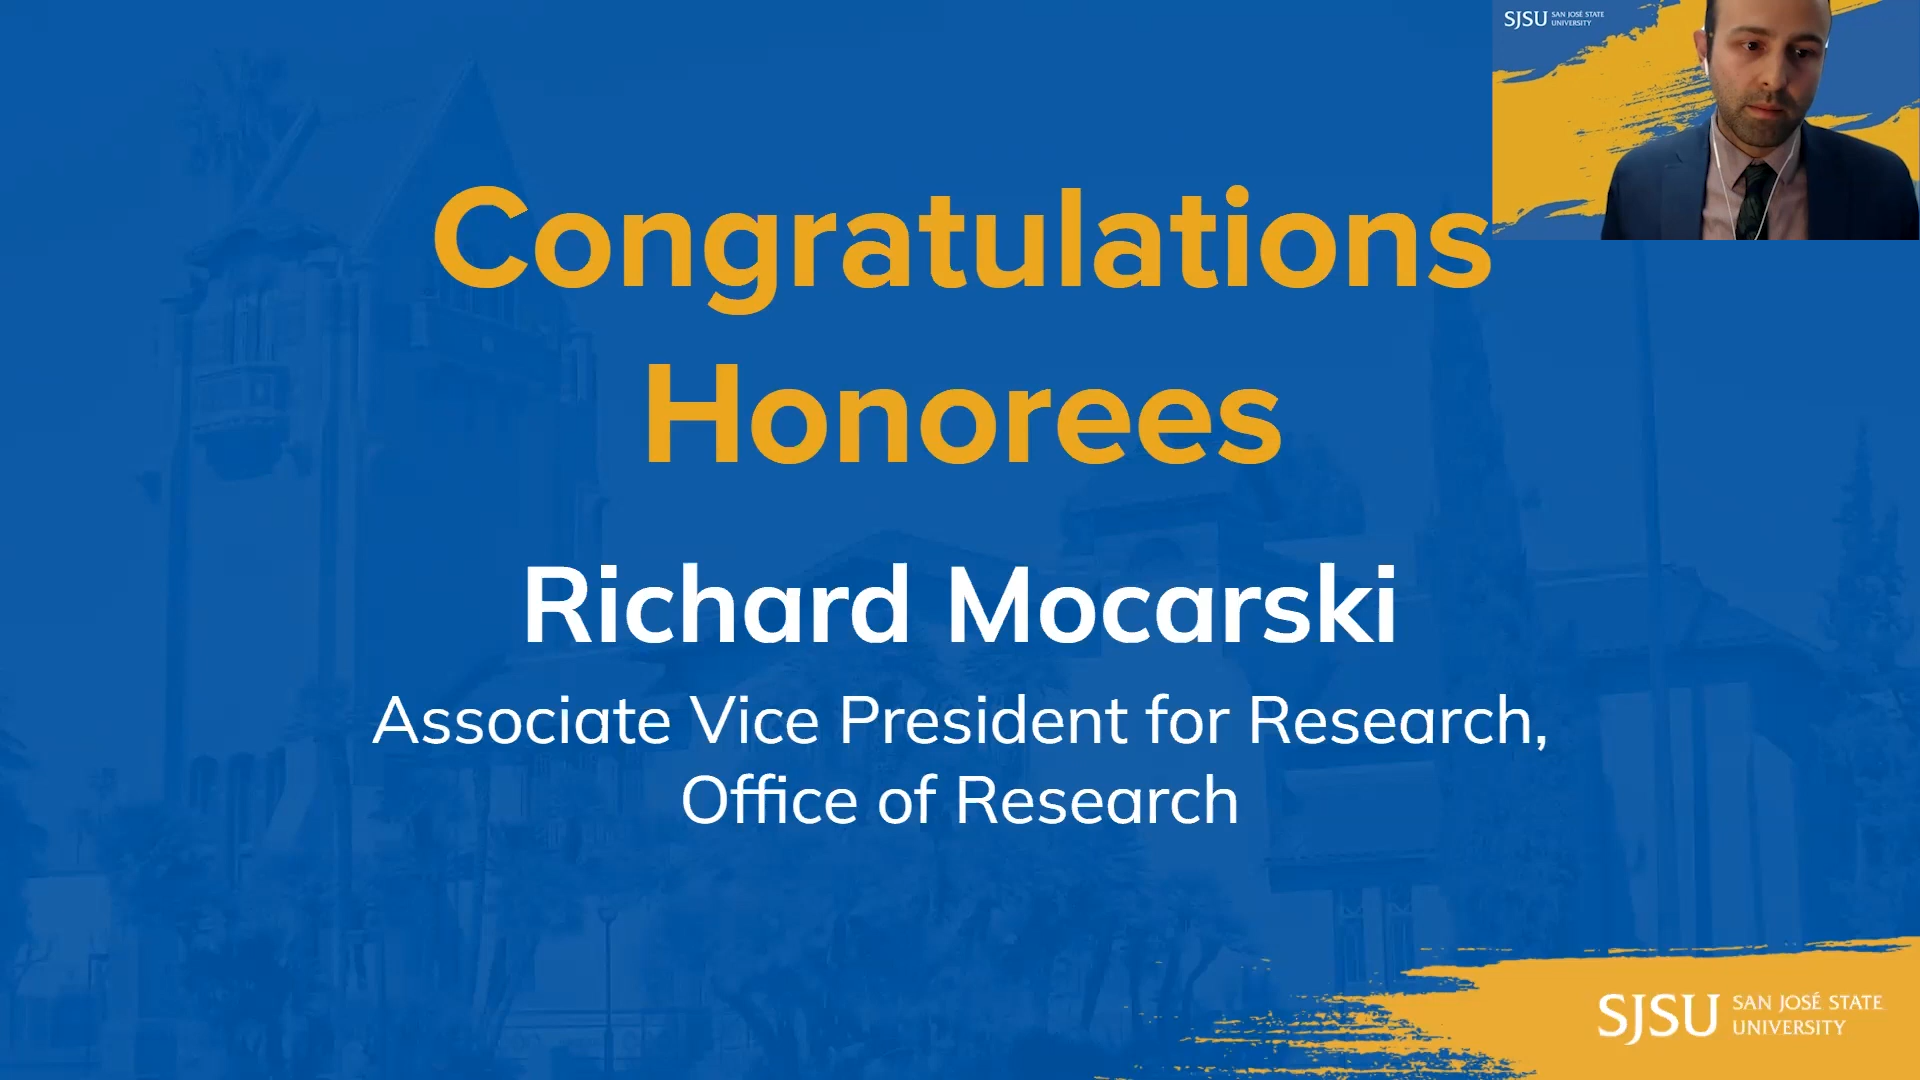 SJSU SAN JOSÉ STATE
UNIVERSITY
Congratulations
Honorees
Richard Mocarski
Associate Vice President for Research,
Office of Research
SJSU SAN JOSÉ STATE
UNIVERSITY